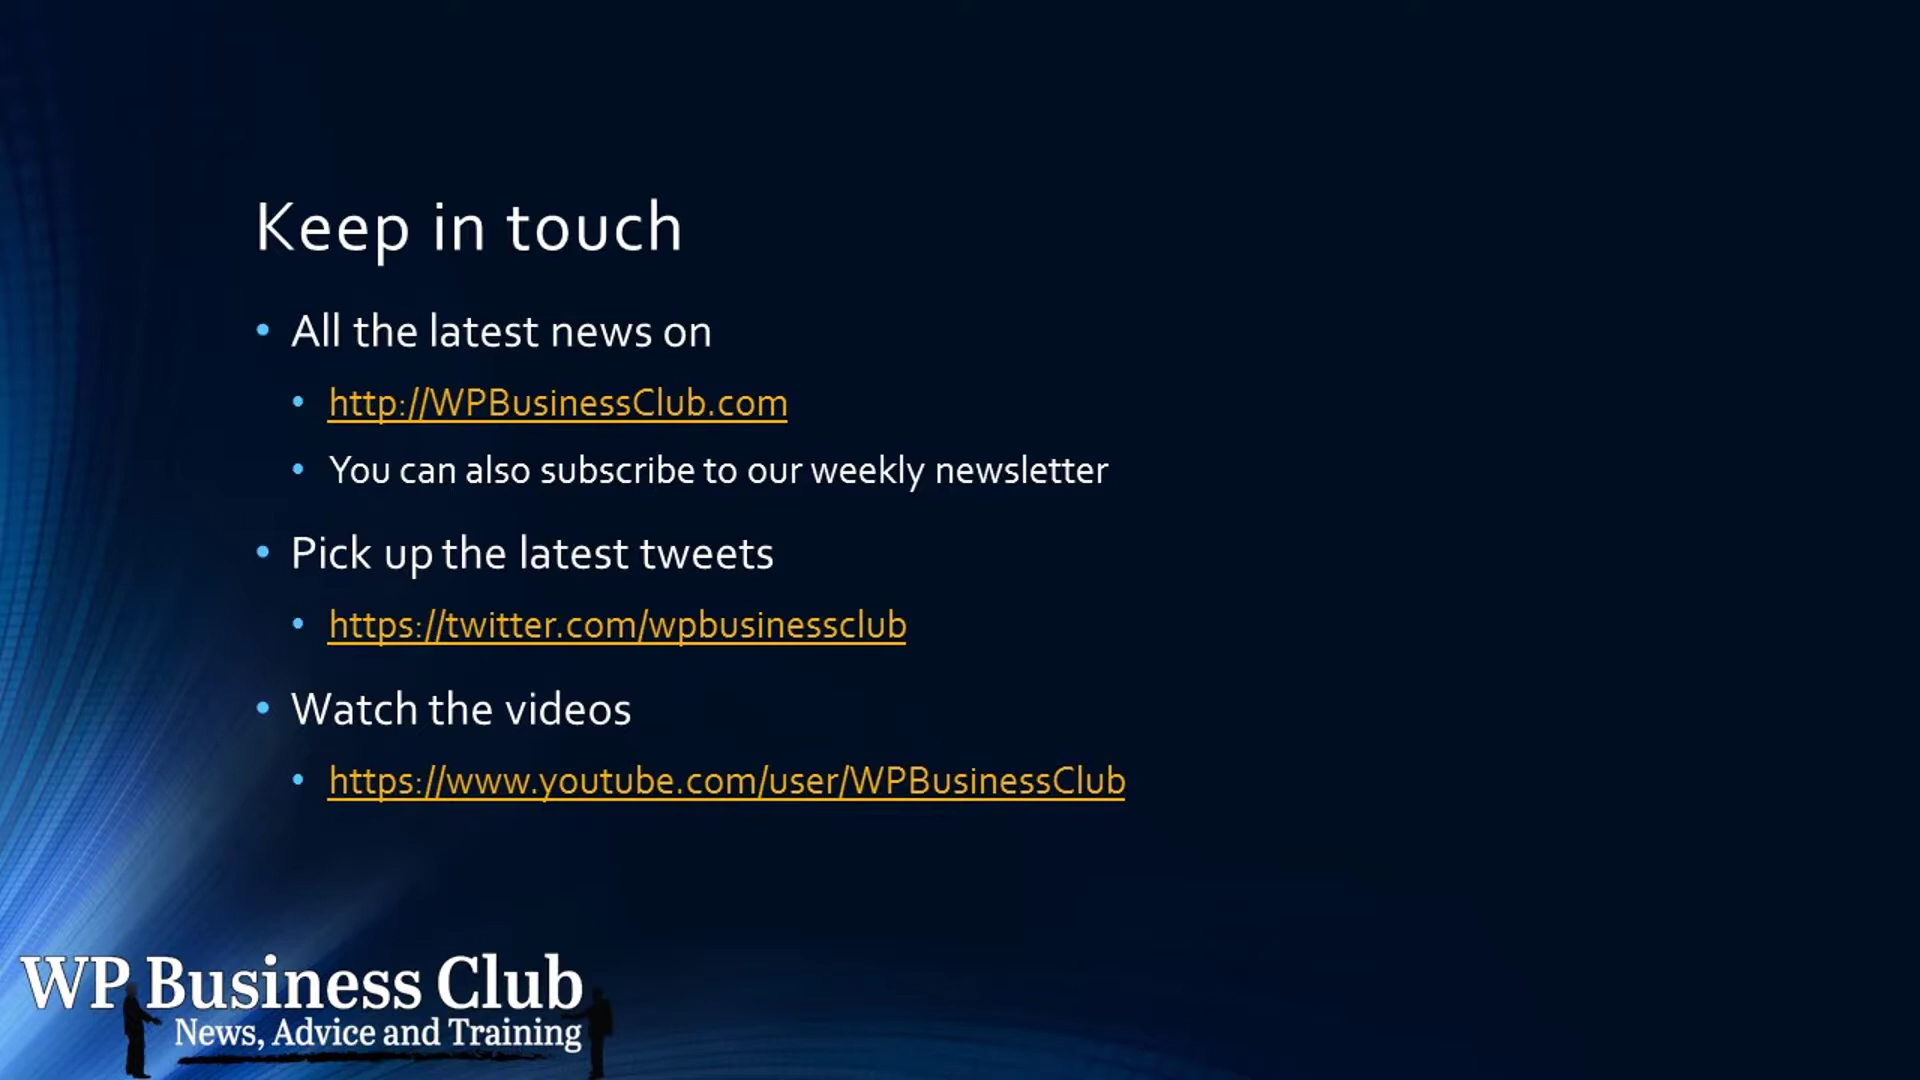 Keep in touch
• All the latest news on
• http://WPBusinessClub.com
• You can also subscribe to our weekly newsletter
• Pick up the latest tweets
• https://twitter.com/wpbusinessclub
• Watch the videos
• https://www.youtube.com/user/WPBusinessClub
WP Business Club
News, Advice and Training